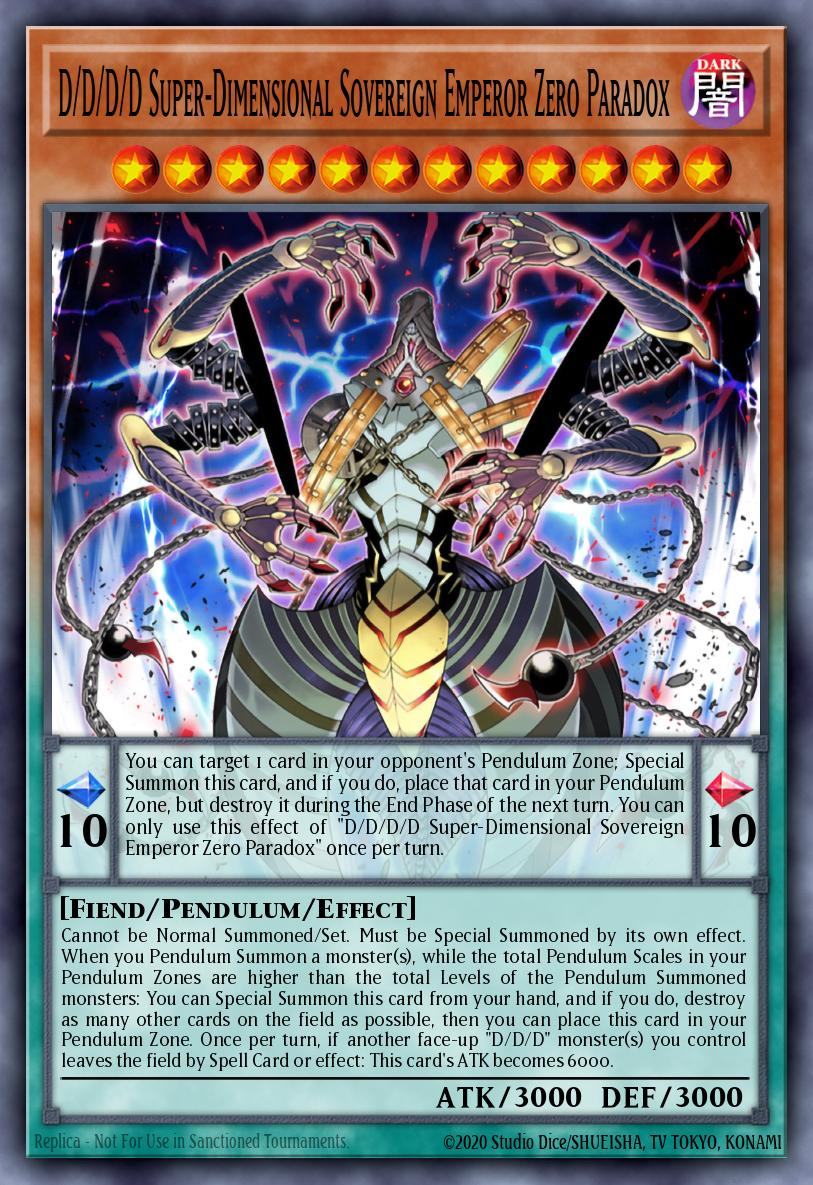 D/D/D/D Super-Dimensional Sovereign Emperor Zero Paradox
DARK
闇
You can target 1 card in your opponent's Pendulum Zone; Special
Summon this card, and if you do, place that card in your Pendulum
Zone, but destroy it during the End Phase of the next turn. You can
only use this effect of "D/D/D/D Super-Dimensional Sovereign
Emperor Zero Paradox" once per turn.
10
10
[Fiend/Pendulum/Effect]
Cannot be Normal Summoned/Set. Must be Special Summoned by its own effect.
When you Pendulum Summon a monster(s), while the total Pendulum Scales in your
Pendulum Zones are higher than the total Levels of the Pendulum Summoned
monsters: You can Special Summon this card from your hand, and if you do, destroy
as many other cards on the field as possible, then you can place this card in your
Pendulum Zone. Once per turn, if another face-up "D/D/D" monster(s) you control
leaves the field by Spell Card or effect: This card's ATK becomes 6000.
ATK/3000 DEF/3000
Replica - Not For Use in Sanctioned Tournaments.
©2020 Studio Dice/SHUEISHA, TV TOKYO, KONAMI